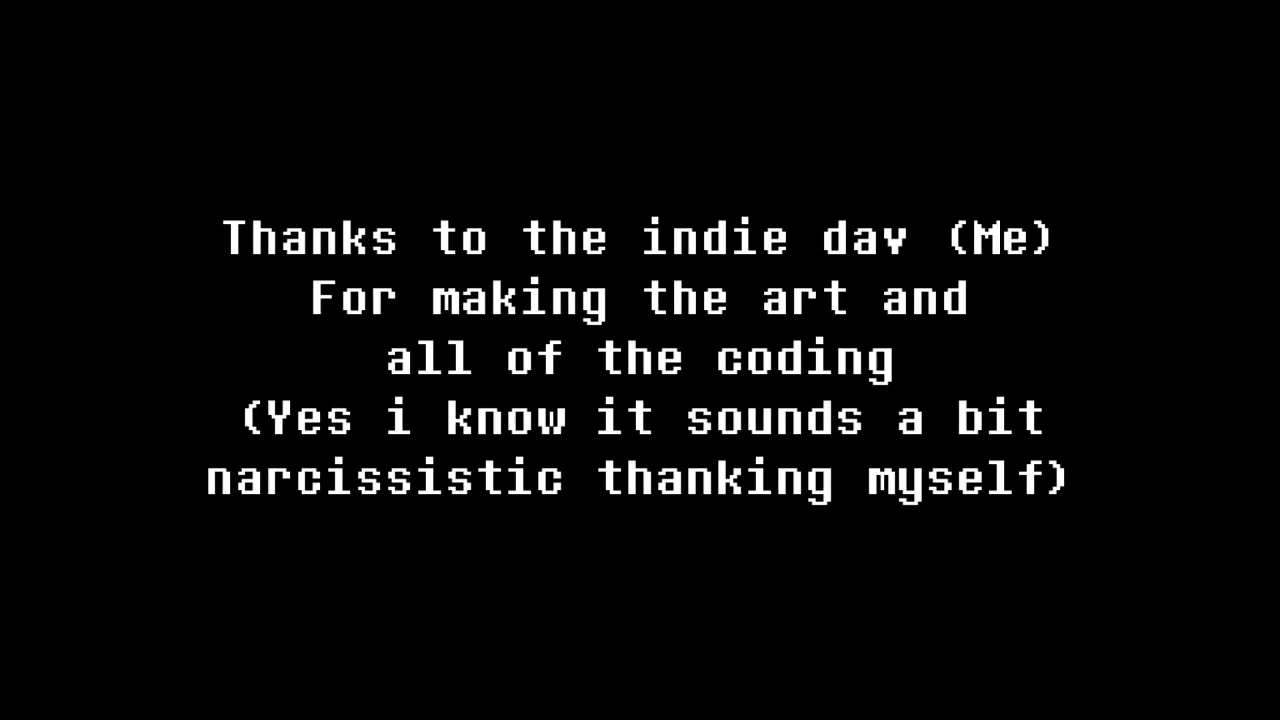 Thanks to the indie dav (Me)
For making the art and
all of the coding
(Yes i know it sounds a bit
narcissistic thanking myself)